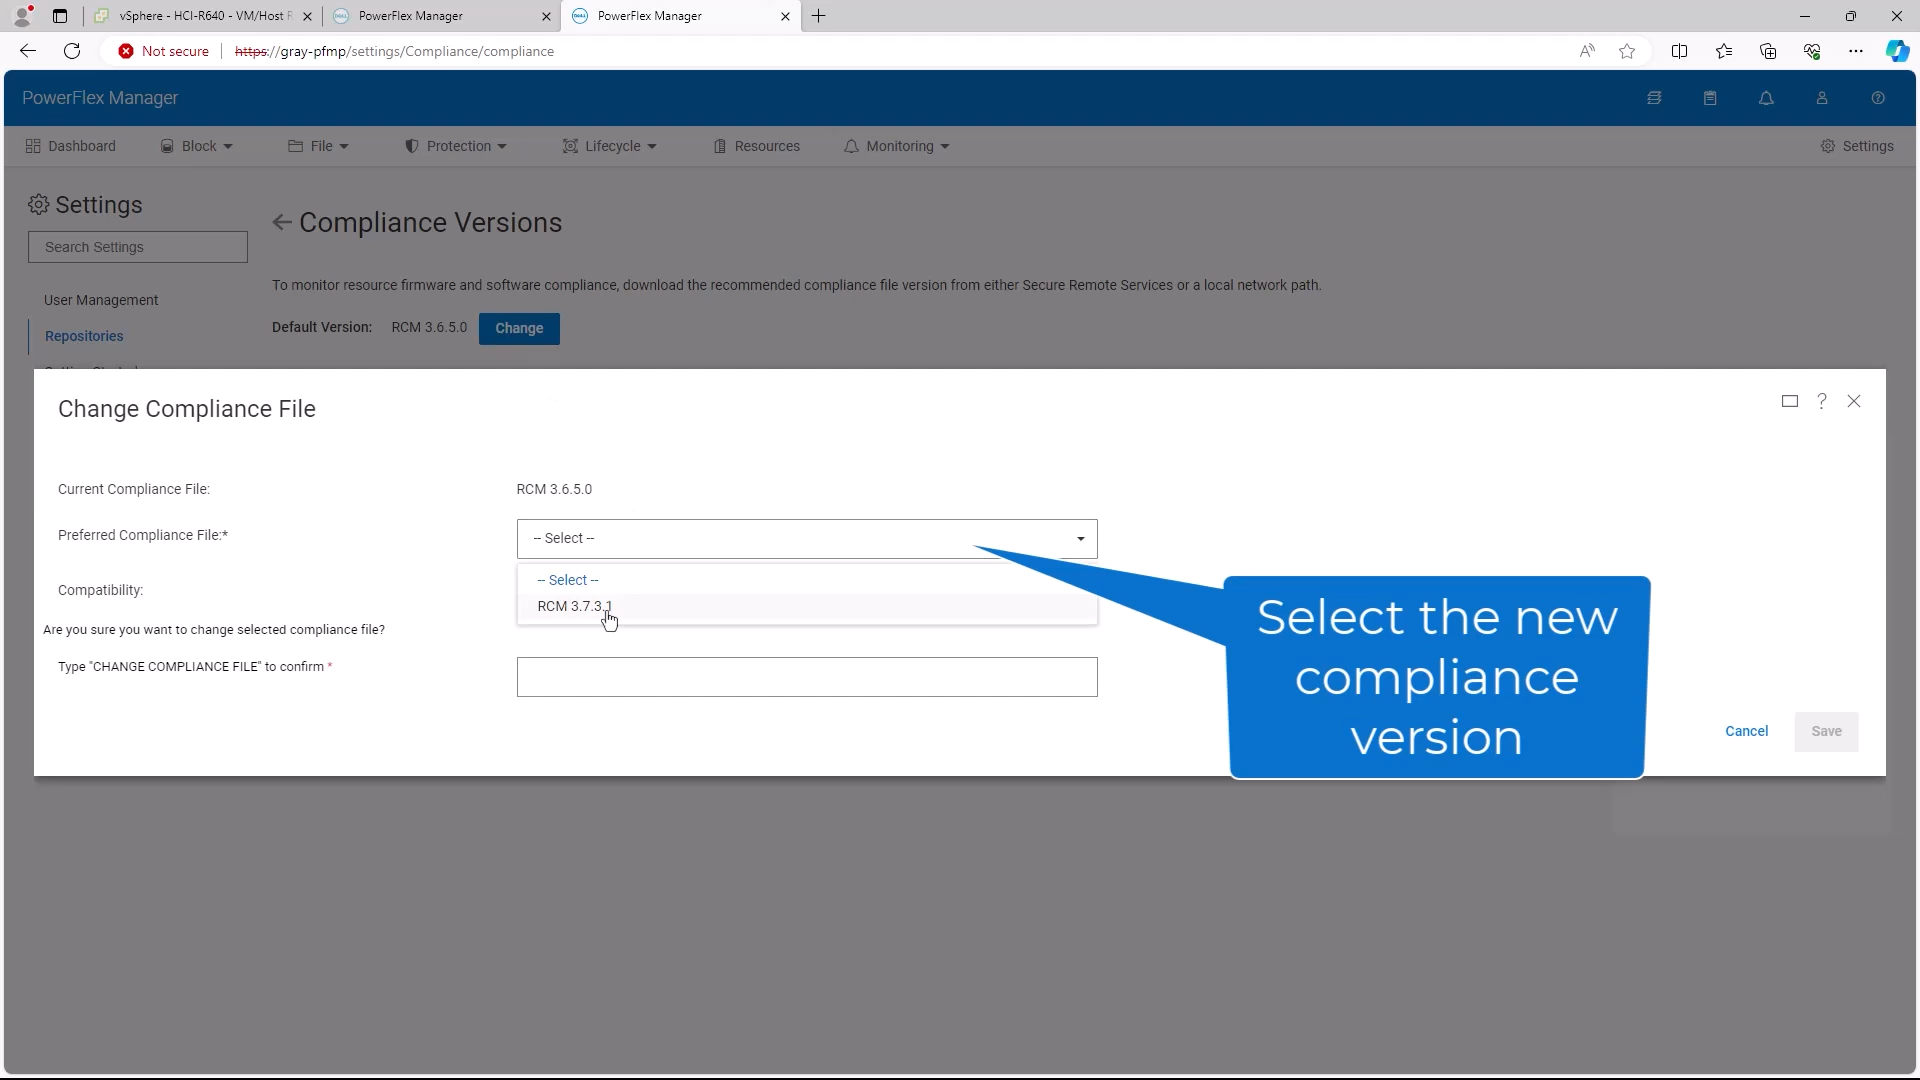 vSphere - HCI-R640 - VM/Host R
PowerFlex Manager
PowerFlex Manager
Not secure
https://gray-pfmp/settings/Compliance/compliance
PowerFlex Manager
Dashboard
Block
File
Protection
Lifecycle
Resources
Monitoring
Settings
Settings
Search Settings
User Management
Repositories
Compliance Versions
To monitor resource firmware and software compliance, download the recommended compliance file version from either Secure Remote Services or a local network path.
Default Version: RCM 3.6.5.0 Change
Change Compliance File
Current Compliance File: RCM 3.6.5.0
Preferred Compliance File:* -- Select --
-- Select --
RCM 3.7.3.1
Compatibility:
Are you sure you want to change selected compliance file?
Type "CHANGE COMPLIANCE FILE" to confirm *
Select the new
compliance
version
Cancel
Save